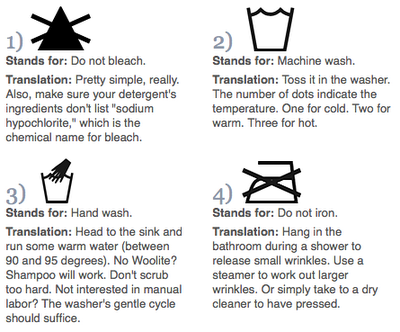 1)
Stands for: Do not bleach.
Translation: Pretty simple, really.
Also, make sure your detergent's
ingredients don't list "sodium
hypochlorite," which is the
chemical name for bleach.
2)
Stands for: Machine wash.
Translation: Toss it in the washer.
The number of dots indicate the
temperature. One for cold. Two for
warm. Three for hot.
3)
Stands for: Hand wash.
Translation: Head to the sink and
run some warm water (between
90 and 95 degrees). No Woolite?
Shampoo will work. Don't scrub
too hard. Not interested in manual
labor? The washer's gentle cycle
should suffice.
4)
Stands for: Do not iron.
Translation: Hang in the
bathroom during a shower to
release small wrinkles. Use a
steamer to work out larger
wrinkles. Or simply take to a dry
cleaner to have pressed.